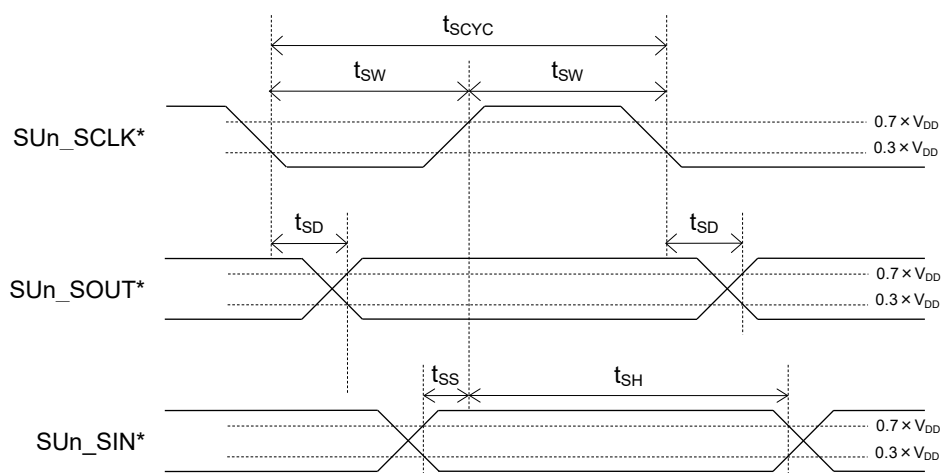 tSCYC
tSW tSW
0.7 × VDD
SUn_SCLK*
0.3 × VDD
tSD tSD
0.7 × VDD
SUn_SOUT*
0.3 × VDD
tSS tSH
0.7 × VDD
SUn_SIN*
0.3 × VDD